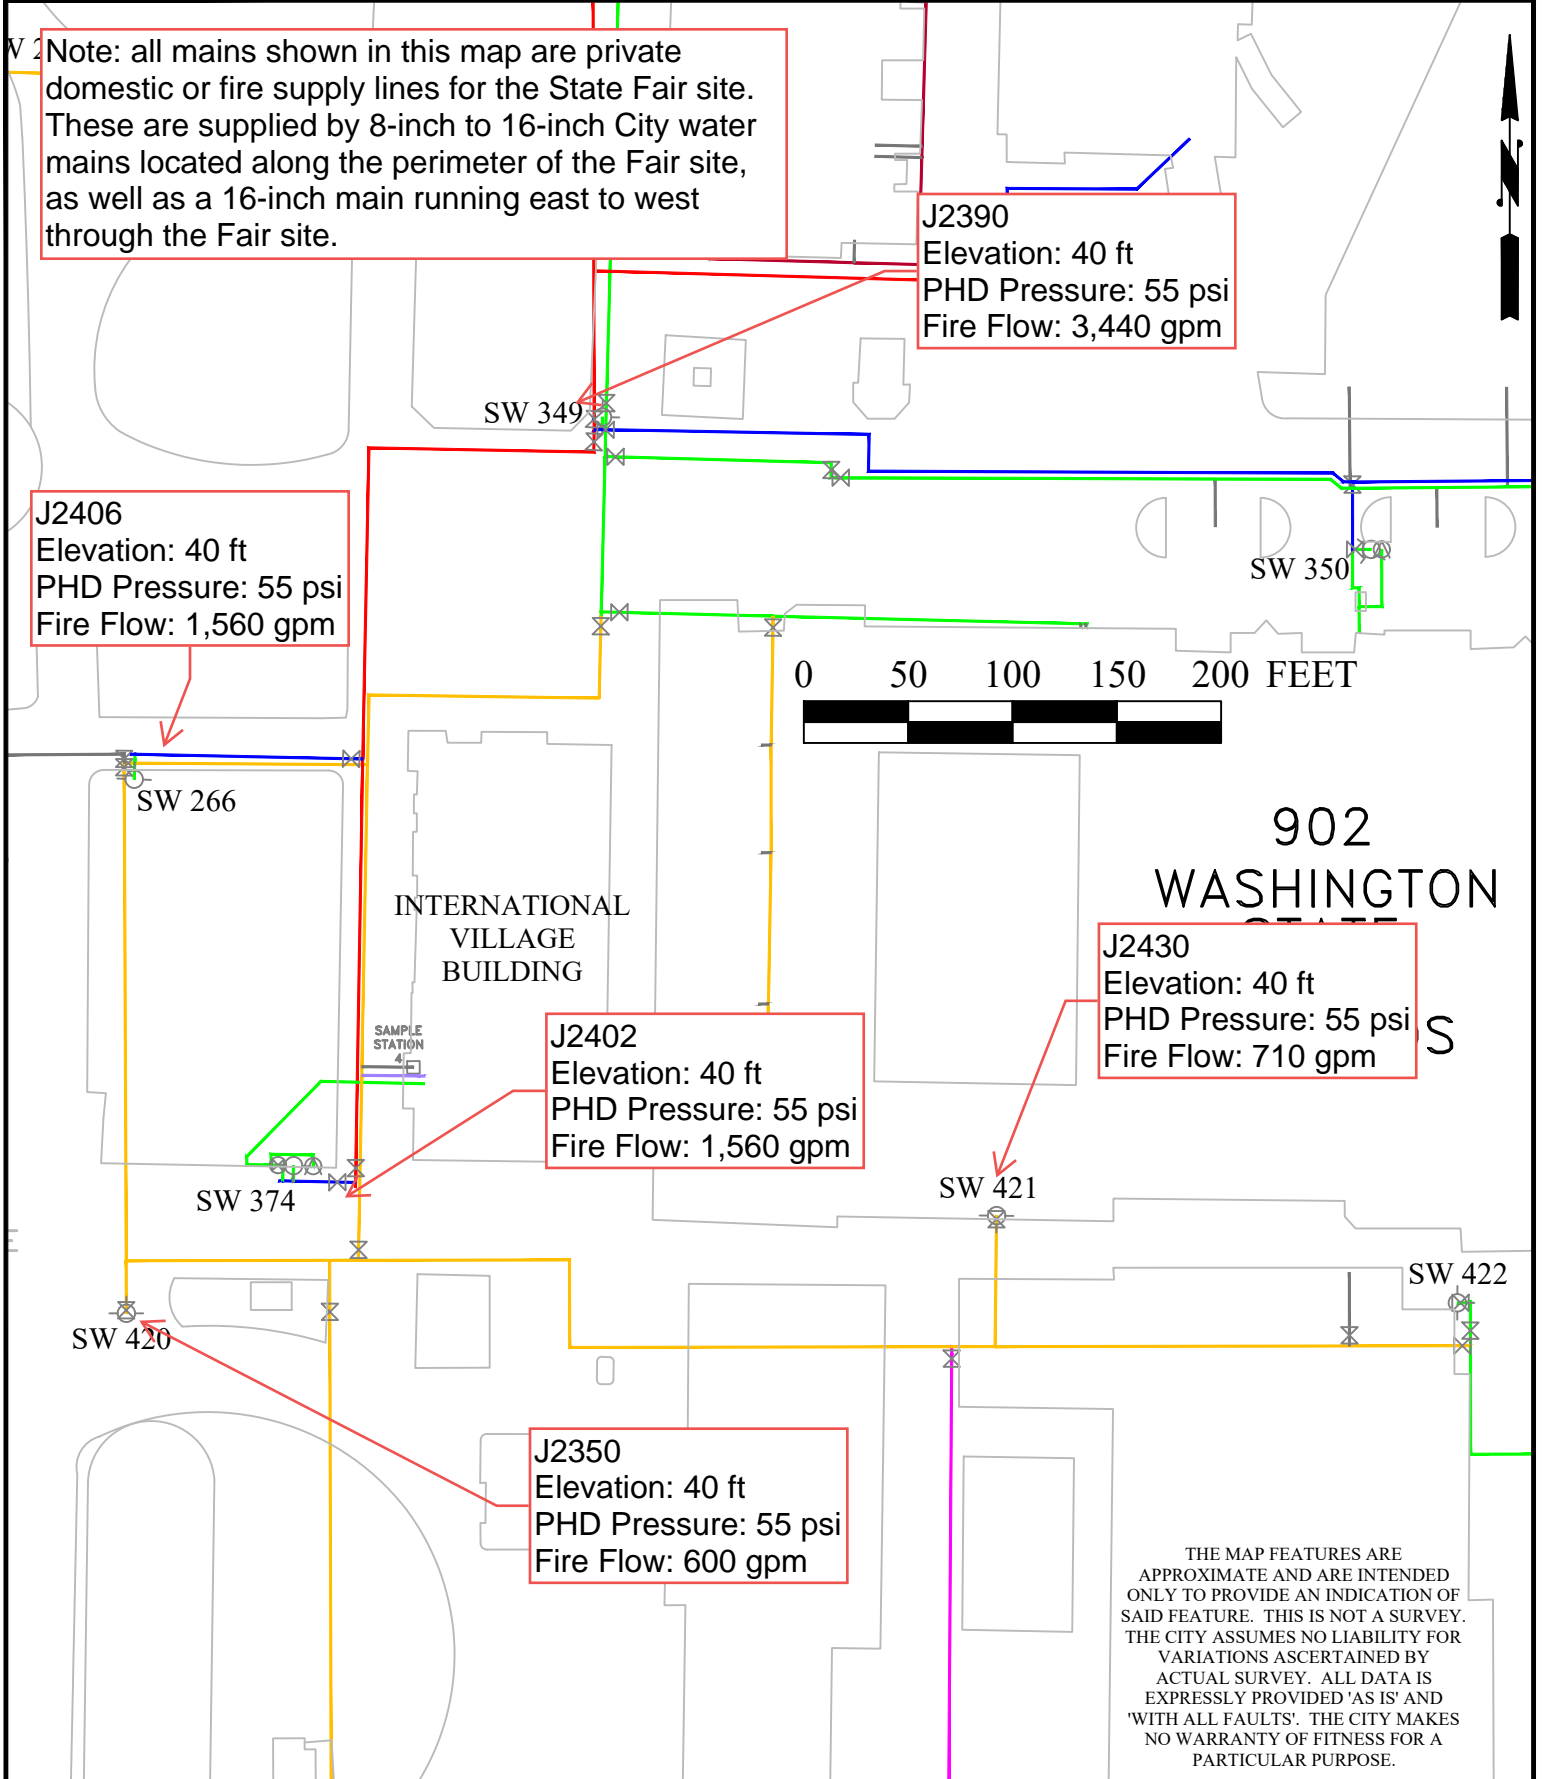 Note: all mains shown in this map are private
domestic or fire supply lines for the State Fair site.
These are supplied by 8-inch to 16-inch City water
mains located along the perimeter of the Fair site,
as well as a 16-inch main running east to west
through the Fair site.
N
J2390
Elevation: 40 ft
PHD Pressure: 55 psi
Fire Flow: 3,440 gpm
SW 349
J2406
Elevation: 40 ft
PHD Pressure: 55 psi
Fire Flow: 1,560 gpm
SW 350
0 50 100 150 200 FEET
SW 266
902
WASHINGTON
INTERNATIONAL
VILLAGE
BUILDING
J2430
Elevation: 40 ft
PHD Pressure: 55 psi
Fire Flow: 710 gpm
S
SAMPLE
STATION
4
J2402
Elevation: 40 ft
PHD Pressure: 55 psi
Fire Flow: 1,560 gpm
SW 374
SW 421
SW 422
SW 420
J2350
Elevation: 40 ft
PHD Pressure: 55 psi
Fire Flow: 600 gpm
THE MAP FEATURES ARE
APPROXIMATE AND ARE INTENDED
ONLY TO PROVIDE AN INDICATION OF
SAID FEATURE. THIS IS NOT A SURVEY.
THE CITY ASSUMES NO LIABILITY FOR
VARIATIONS ASCERTAINED BY
ACTUAL SURVEY. ALL DATA IS
EXPRESSLY PROVIDED 'AS IS' AND
'WITH ALL FAULTS'. THE CITY MAKES
NO WARRANTY OF FITNESS FOR A
PARTICULAR PURPOSE.